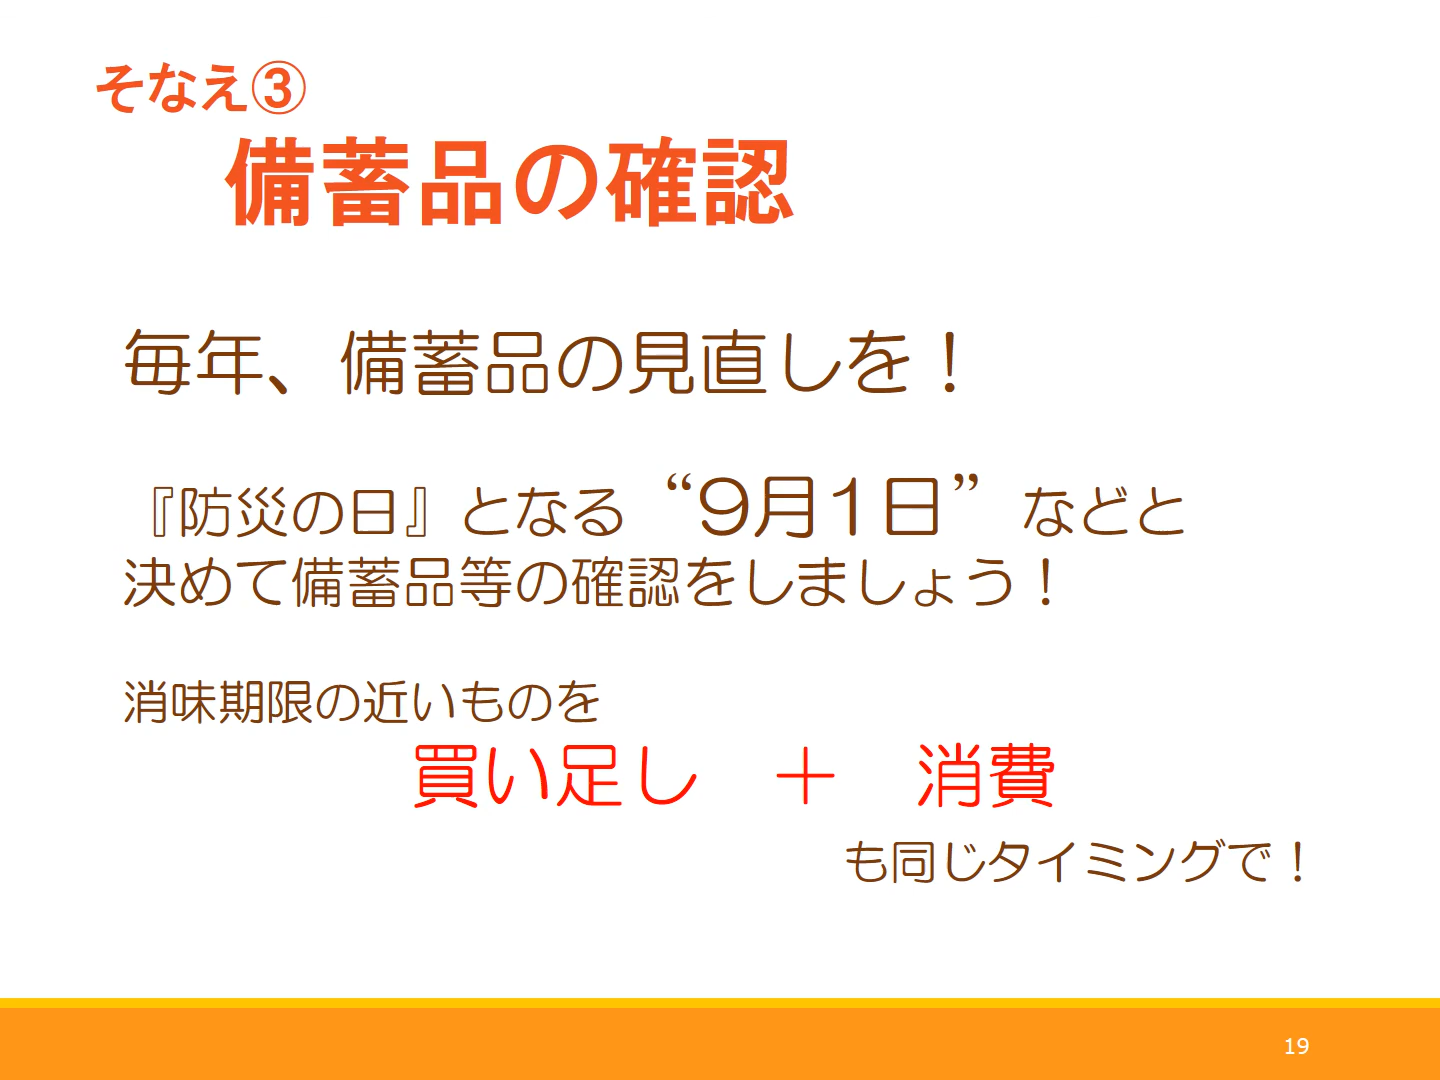 そなえ③
備蓄品の確認
毎年、備蓄品の見直しを！
『防災の日』となる“9月1日”などと
決めて備蓄品等の確認をしましょう！
消味期限の近いものを
買い足し　＋　消費
も同じタイミングで！
19